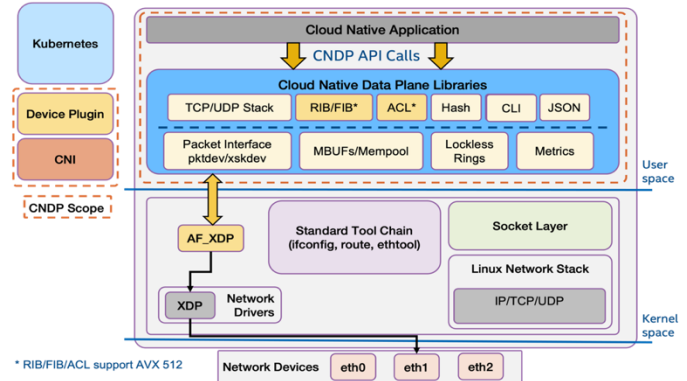 Kubernetes
Device Plugin
CNI
CNDP Scope
Cloud Native Application
CNDP API Calls
Cloud Native Data Plane Libraries
TCP/UDP Stack
RIB/FIB*
ACL*
Hash
CLI
JSON
Packet Interface
pktdev/xskdev
MBUFs/Mempool
Lockless
Rings
Metrics
User
space
AF_XDP
Standard Tool Chain
(ifconfig, route, ethtool)
Socket Layer
Linux Network Stack
IP/TCP/UDP
XDP
Network
Drivers
Kernel
space
* RIB/FIB/ACL support AVX 512
Network Devices
eth0
eth1
eth2